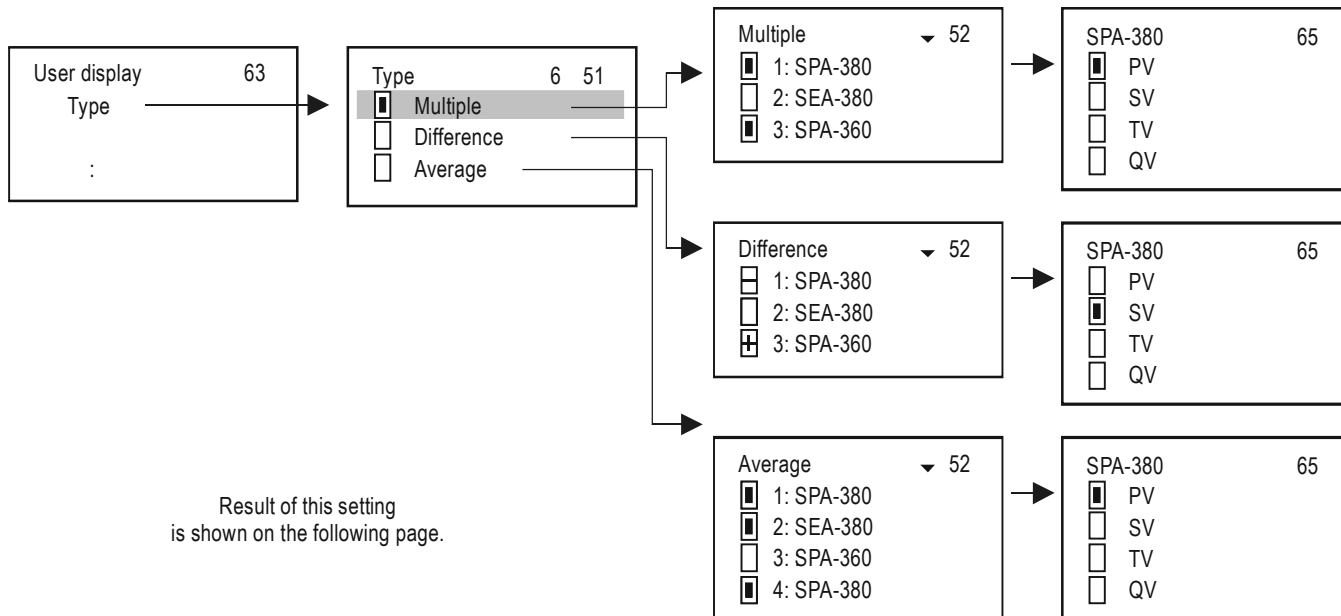 User display 63
Type
:
Type 6 51
Multiple
Difference
Average
Multiple 52
1: SPA-380
2: SEA-380
3: SPA-360
SPA-380 65
PV
SV
TV
QV
Difference 52
1: SPA-380
2: SEA-380
3: SPA-360
SPA-380 65
PV
SV
TV
QV
Average 52
1: SPA-380
2: SEA-380
3: SPA-360
4: SPA-380
SPA-380 65
PV
SV
TV
QV
Result of this setting
is shown on the following page.